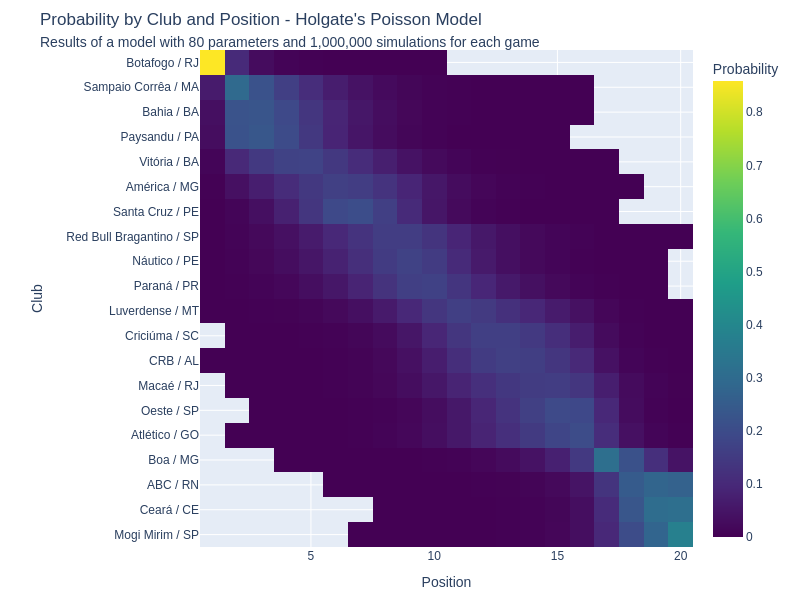 Probability by Club and Position - Holgate's Poisson Model
Results of a model with 80 parameters and 1,000,000 simulations for each game
Probability
Botafogo / RJ
Sampaio Corrêa / MA
Bahia / BA
Paysandu / PA
Vitória / BA
América / MG
Santa Cruz / PE
Red Bull Bragantino / SP
Náutico / PE
Paraná / PR
Luverdense / MT
Criciúma / SC
CRB / AL
Macaé / RJ
Oeste / SP
Atlético / GO
Boa / MG
ABC / RN
Ceará / CE
Mogi Mirim / SP
Club
5
10
15
20
Position
0.8
0.7
0.6
0.5
0.4
0.3
0.2
0.1
0